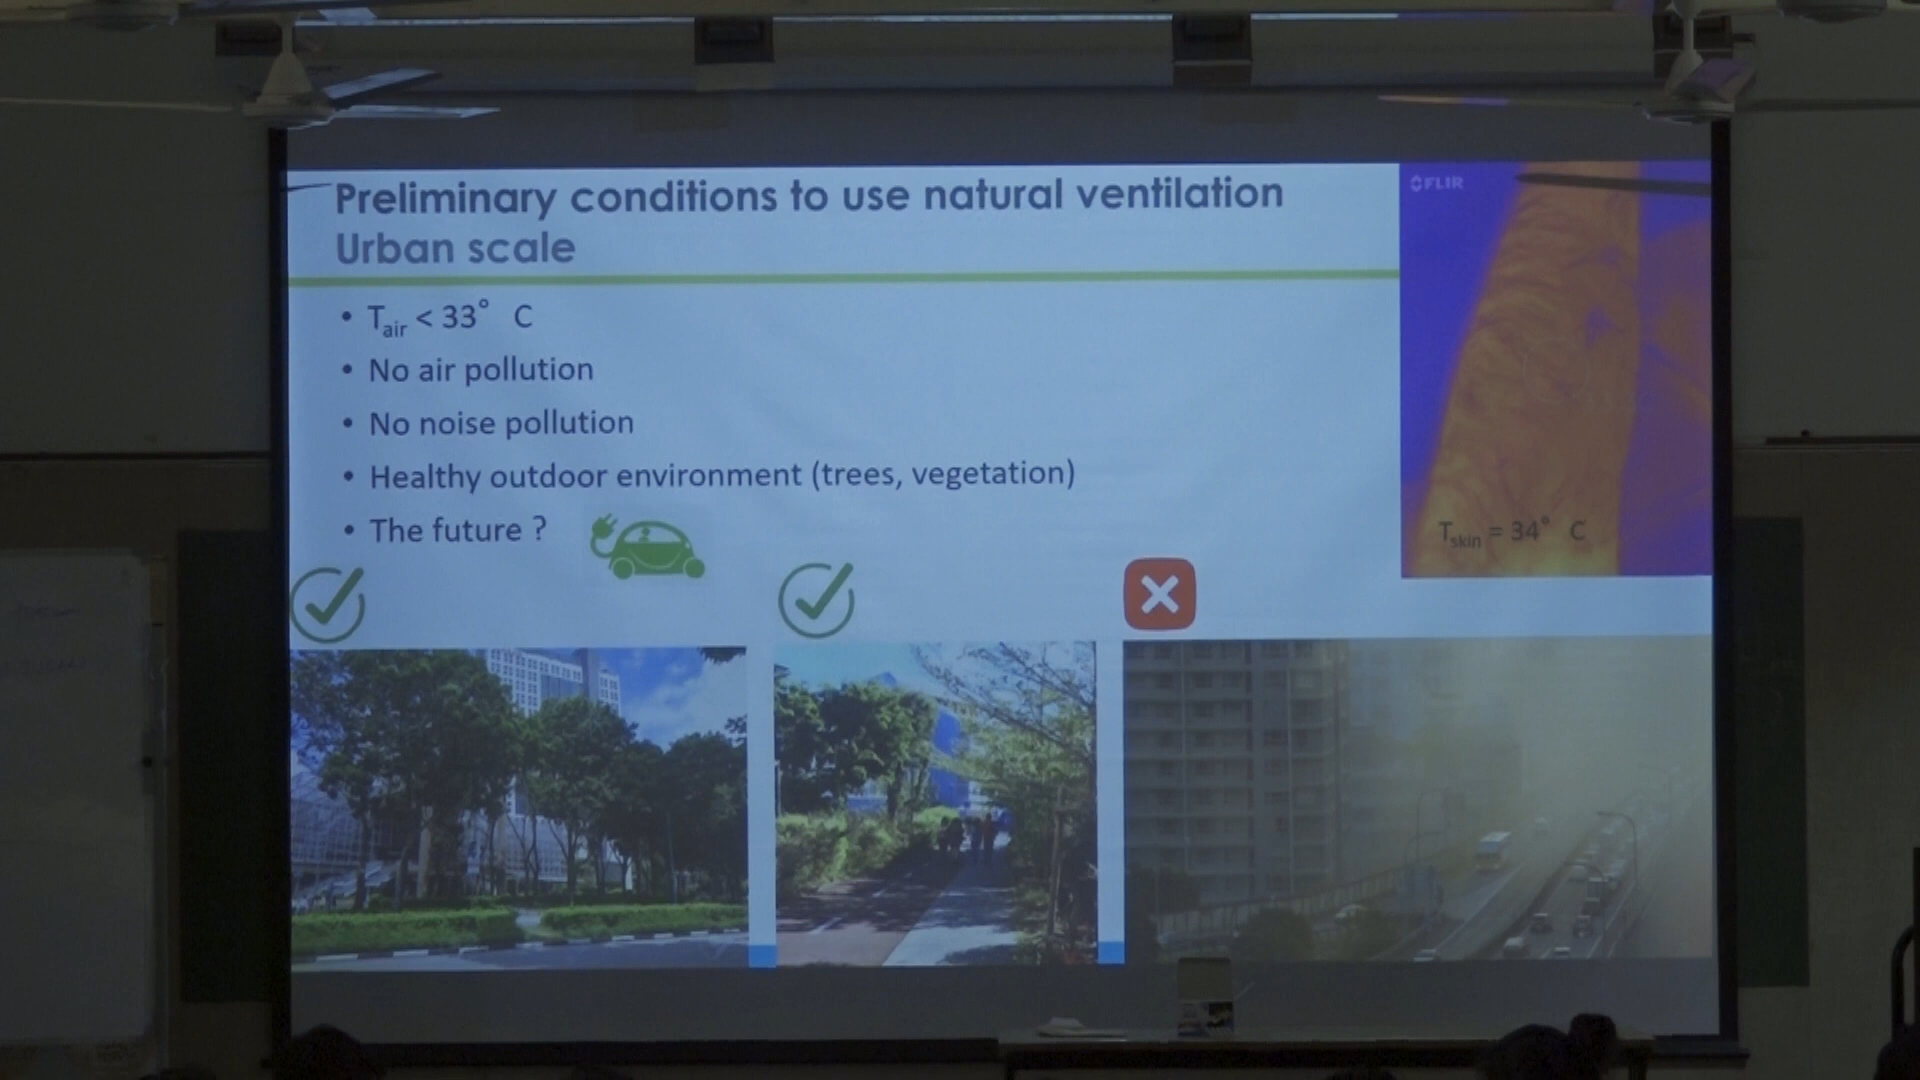 Preliminary conditions to use natural ventilation
Urban scale
FLIR
• Tair < 33° C
• No air pollution
• No noise pollution
• Healthy outdoor environment (trees, vegetation)
• The future ?
Tskin = 34° C